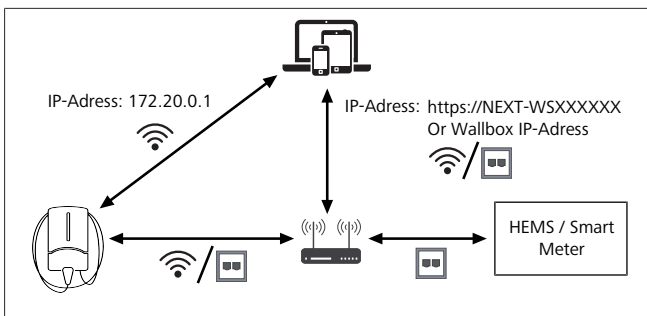 IP-Adress: 172.20.0.1
IP-Adress: https://NEXT-WSXXXXXX
Or Wallbox IP-Adress
HEMS / Smart
Meter